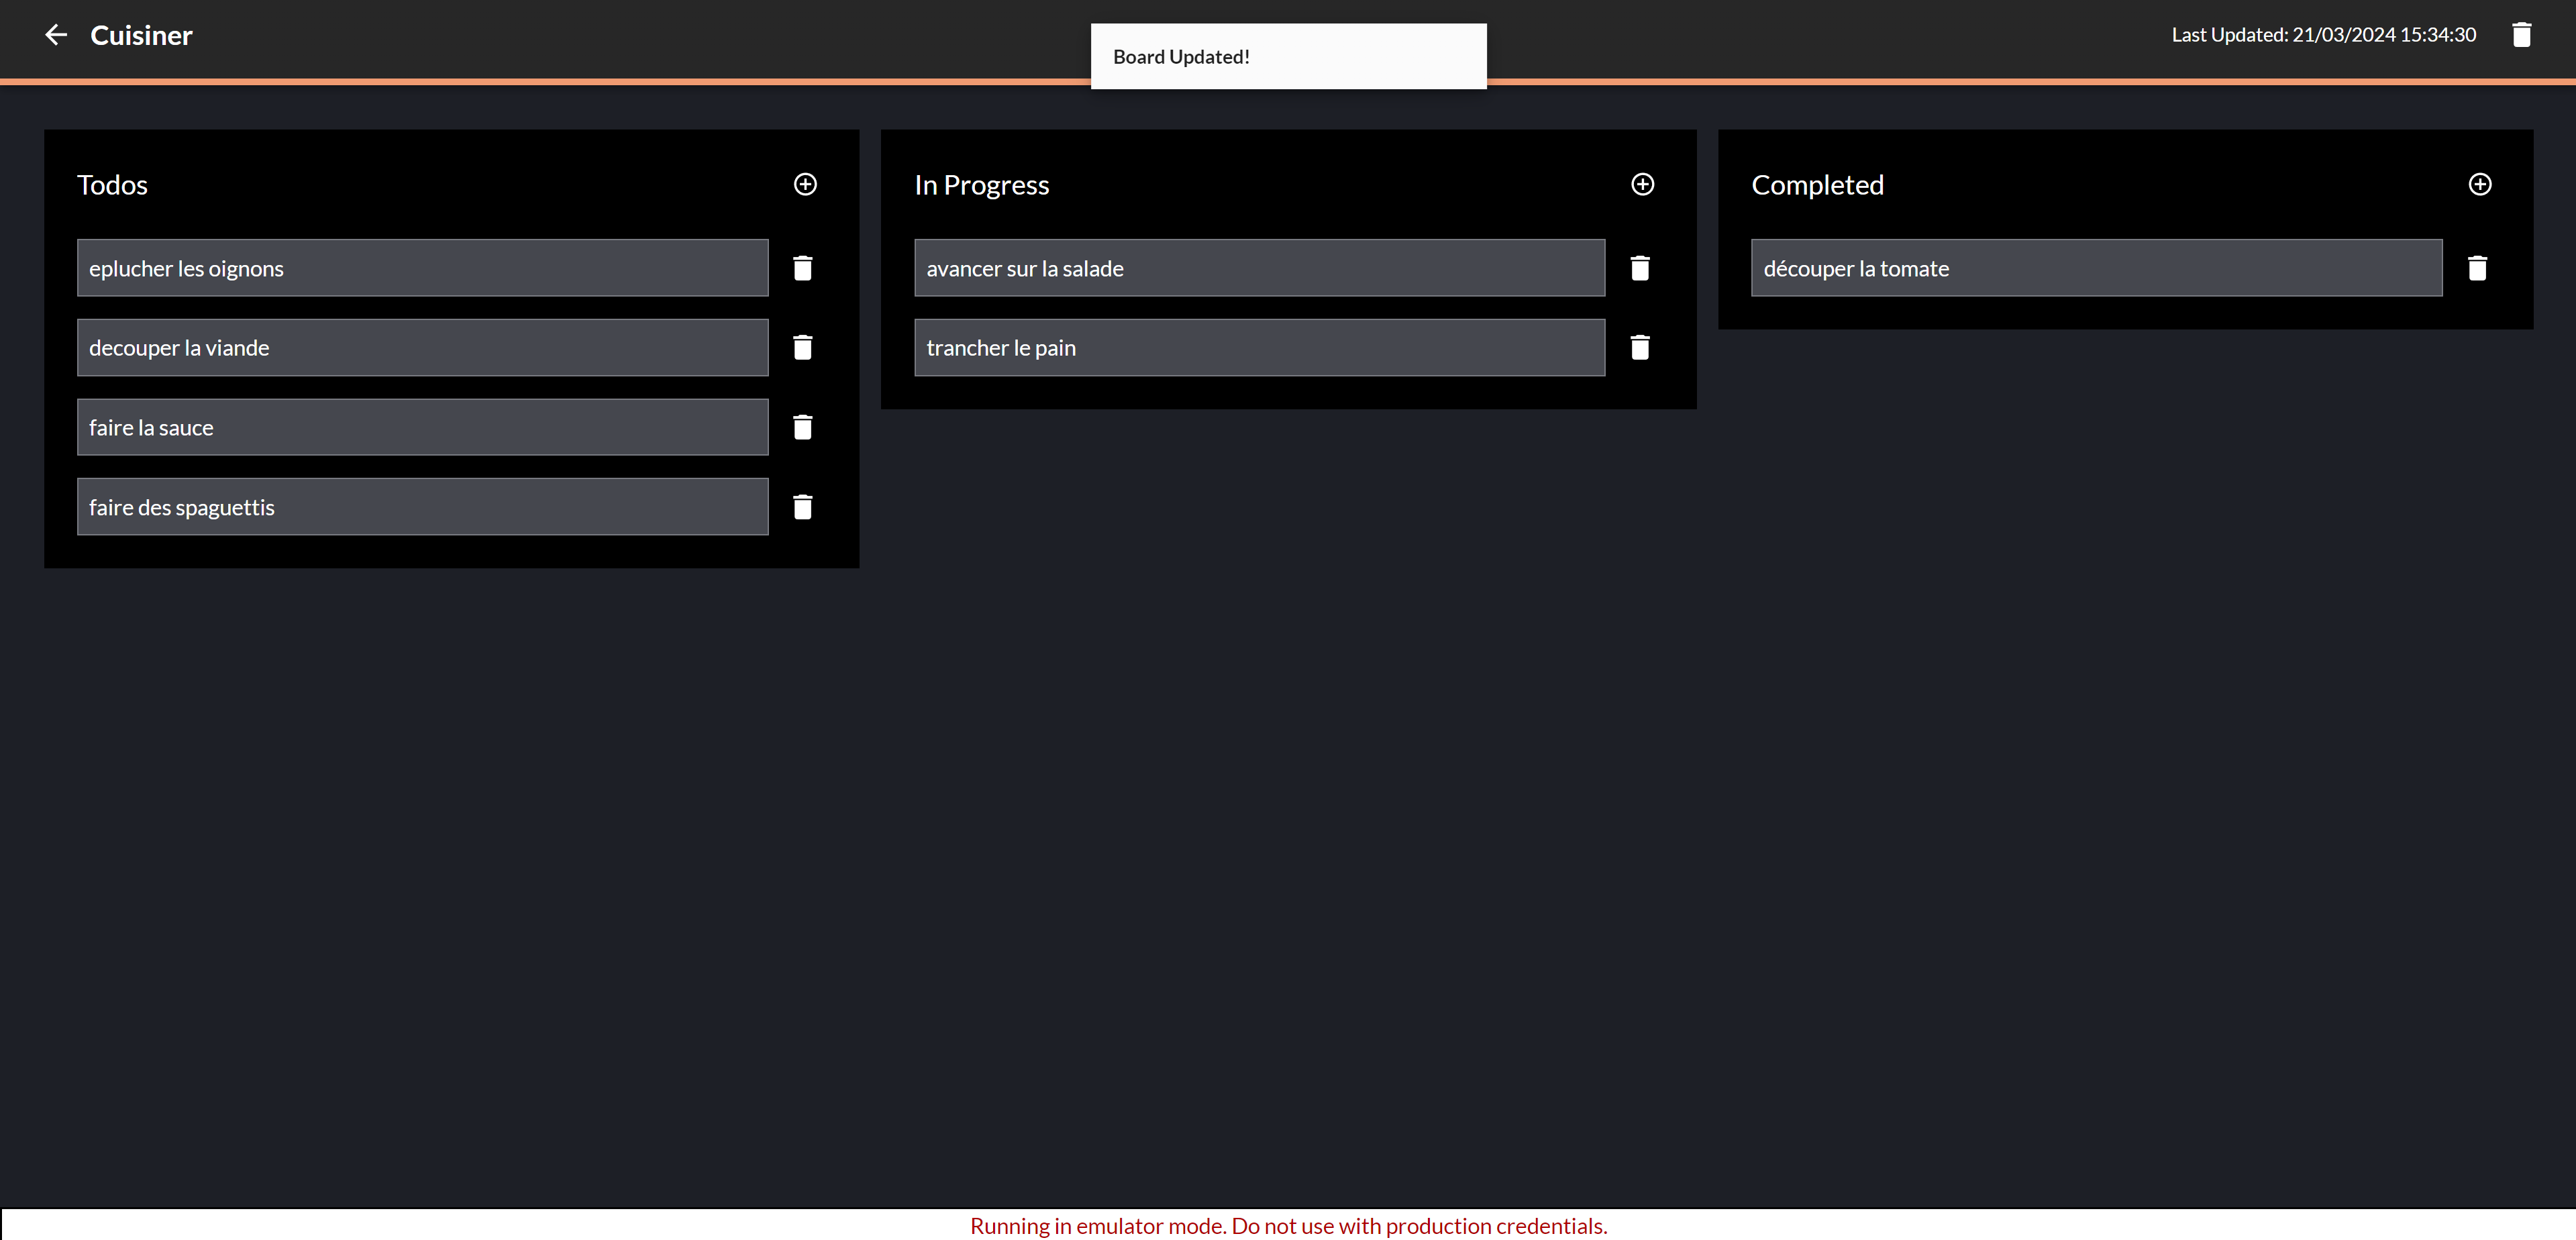 Cuisiner
Board Updated!
Last Updated: 21/03/2024 15:34:30
Todos
eplucher les oignons
decouper la viande
faire la sauce
faire des spaguettis
In Progress
avancer sur la salade
trancher le pain
Completed
découper la tomate
Running in emulator mode. Do not use with production credentials.